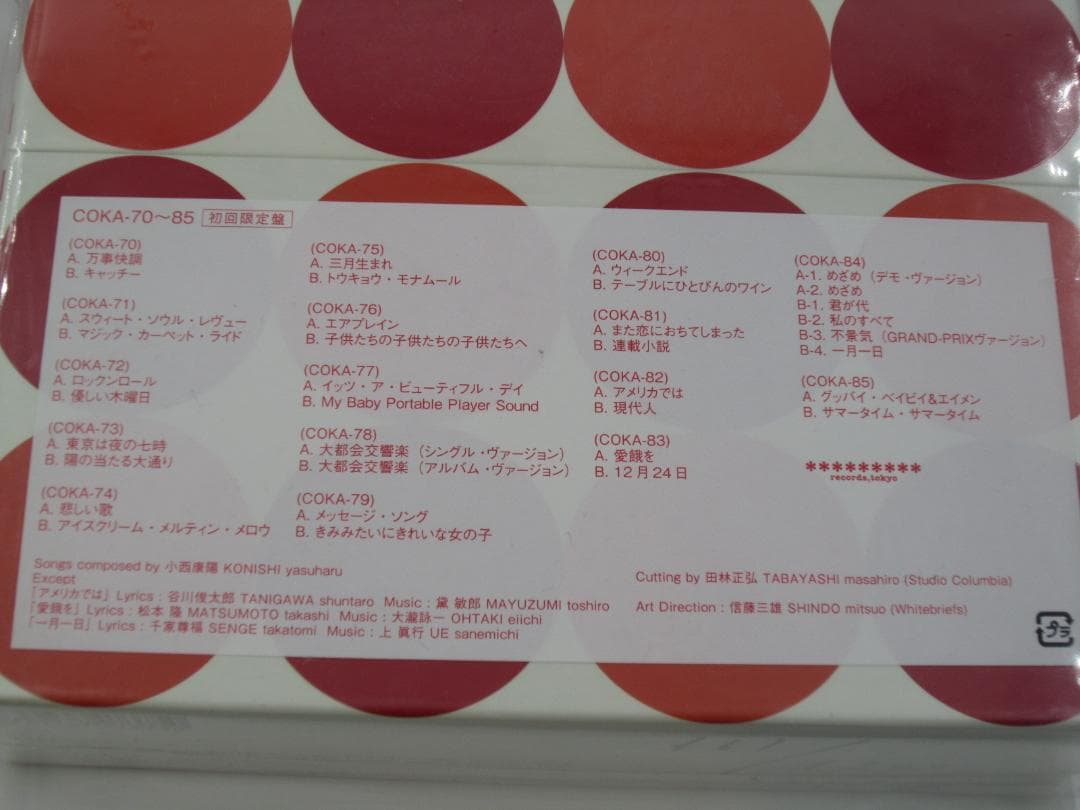 COKA-70～85 初回限定盤
(COKA-70)
A. 万事快調
B. キャッチー
(COKA-71)
A. スウィート・ソウル・レヴュー
B. マジック・カーペット・ライド
(COKA-72)
A. ロックンロール
B. 優しい木曜日
(COKA-73)
A. 東京は夜の七時
B. 陽の当たる大通り
(COKA-74)
A. 悲しい歌
B. アイスクリーム・メルティン・メロウ
(COKA-75)
A. 三月生まれ
B. トウキョウ・モナムール
(COKA-76)
A. エアプレイン
B. 子供たちの子供たちの子供たちへ
(COKA-77)
A. イッツ・ア・ビューティフル・デイ
B. My Baby Portable Player Sound
(COKA-78)
A. 大都会交響楽（シングル・ヴァージョン）
B. 大都会交響楽（アルバム・ヴァージョン）
(COKA-79)
A. メッセージ・ソング
B. きみみたいにきれいな女の子
(COKA-80)
A. ウィークエンド
B. テーブルにひとびんのワイン
(COKA-81)
A. また恋におちてしまった
B. 連載小説
(COKA-82)
A. アメリカでは
B. 現代人
(COKA-83)
A. 愛餓を
B. 12月24日
(COKA-84)
A-1. めざめ（デモ・ヴァージョン）
A-2. めざめ
B-1. 君が代
B-2. 私のすべて
B-3. 不景気（GRAND-PRIXヴァージョン）
B-4. 一月一日
(COKA-85)
A. グッバイ・ベイビイ&エイメン
B. サマータイム・サマータイム
*********
records,tokyo
Songs composed by 小西康陽 KONISHI yasuharu
Except
「アメリカでは」Lyrics : 谷川俊太郎 TANIGAWA shuntaro Music : 黛 敏郎 MAYUZUMI toshiro
「愛餓を」Lyrics : 松本 隆 MATSUMOTO takashi Music : 大瀧詠一 OHTAKI eiichi
「一月一日」Lyrics : 千家尊福 SENGE takatomi Music : 上 眞行 UE sanemichi
Cutting by 田林正弘 TABAYASHI masahiro (Studio Columbia)
Art Direction : 信藤三雄 SHINDO mitsuo (Whitebriefs)
プラ